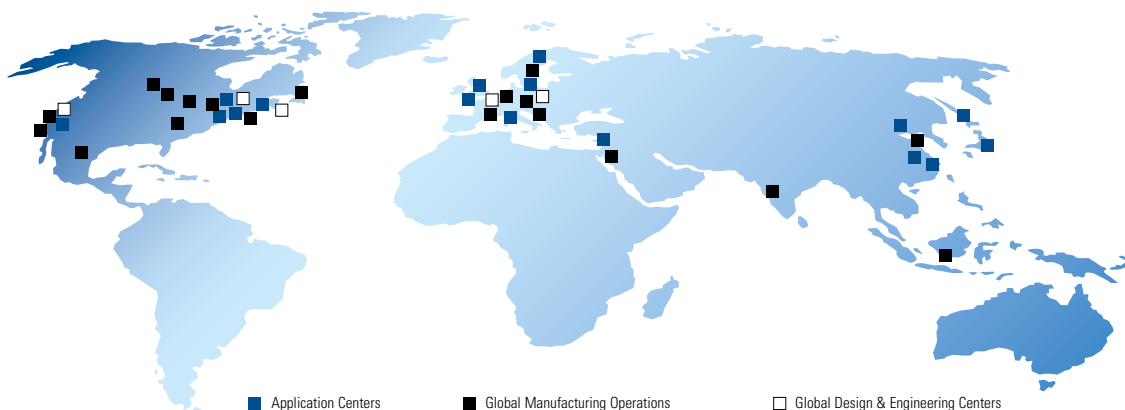 Application Centers
Global Manufacturing Operations
Global Design & Engineering Centers